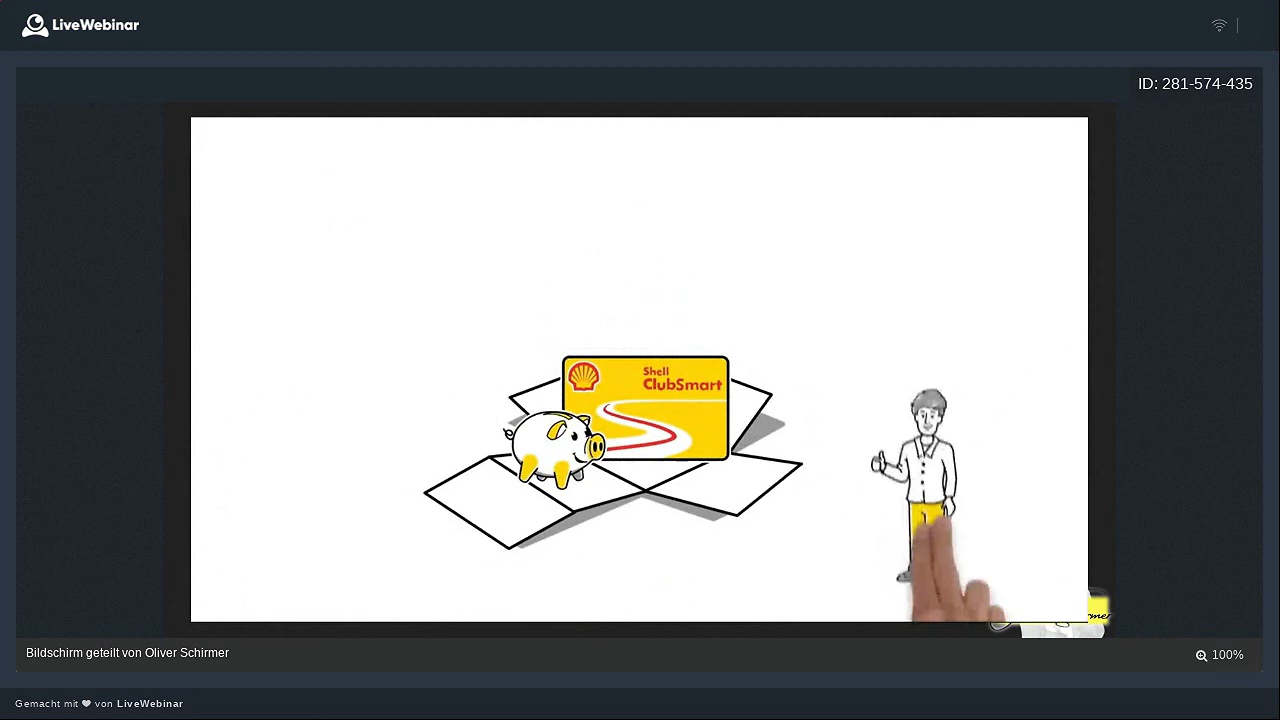 LiveWebinar
ID: 281-574-435
Shell
ClubSmart
Bildschirm geteilt von Oliver Schirmer
100%
Gemacht mit von LiveWebinar